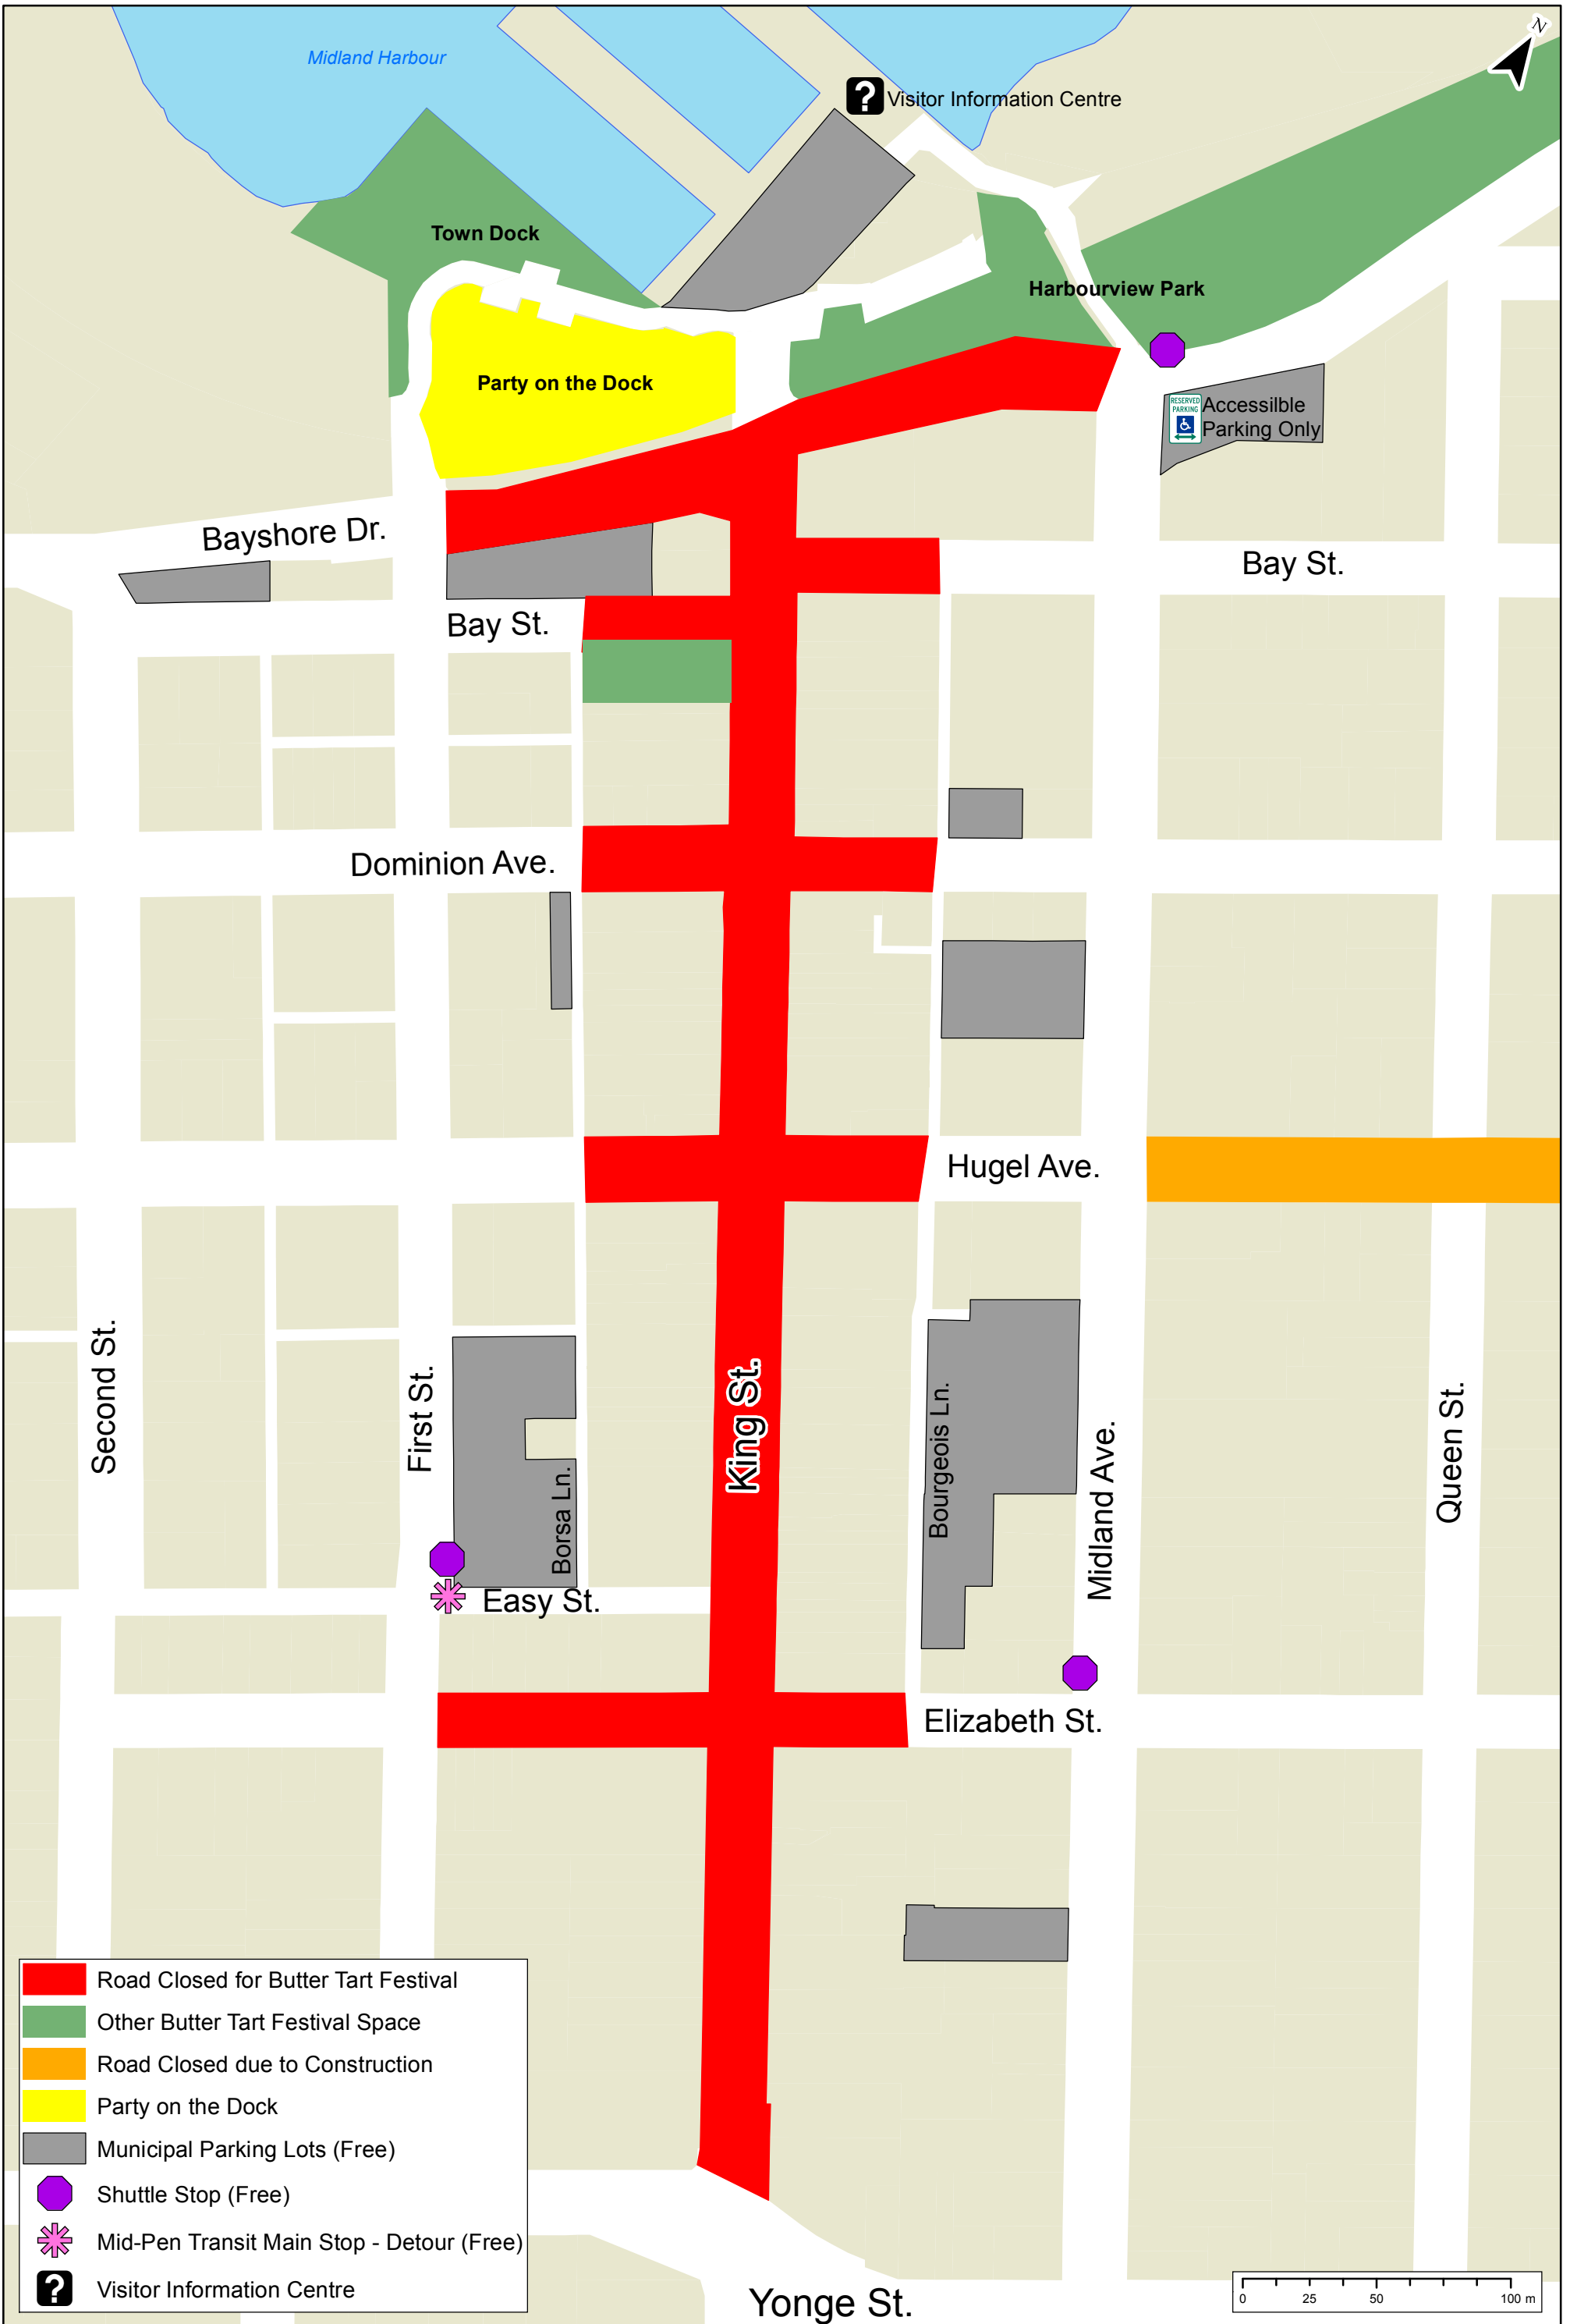 N
Midland Harbour
?
Visitor Information Centre
Town Dock
Harbourview Park
Party on the Dock
RESERVED
PARKING
Accessilble
Parking Only
Bayshore Dr.
Bay St.
Bay St.
Dominion Ave.
Hugel Ave.
Second St.
First St.
King St.
Bourgeois Ln.
Borsa Ln.
Midland Ave.
Queen St.
Easy St.
Elizabeth St.
Road Closed for Butter Tart Festival
Other Butter Tart Festival Space
Road Closed due to Construction
Party on the Dock
Municipal Parking Lots (Free)
Shuttle Stop (Free)
Mid-Pen Transit Main Stop - Detour (Free)
? Visitor Information Centre
Yonge St.
0 25 50 100 m